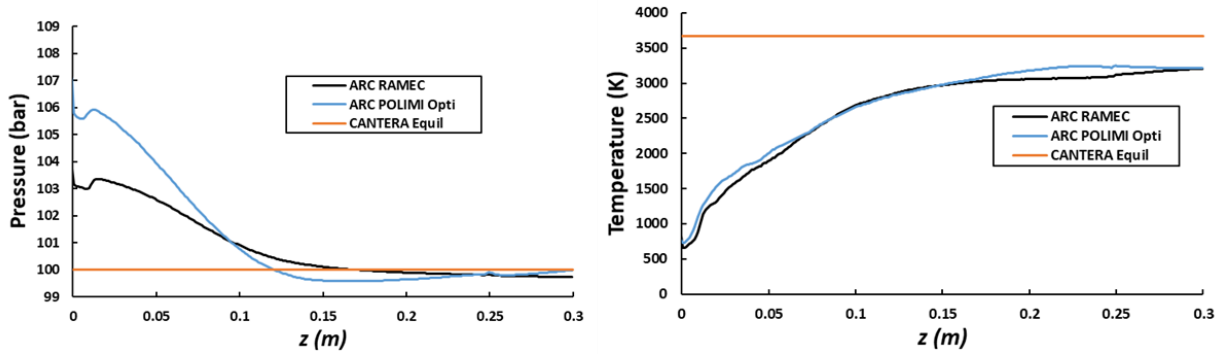 109
108
107
106
105
104
103
102
101
100
99
Pressure (bar)
ARC RAMEC
ARC POLIMI Opti
CANTERA Equil
0 0.05 0.1 0.15 0.2 0.25 0.3
z (m)
4000
3500
3000
2500
2000
1500
1000
500
0
Temperature (K)
ARC RAMEC
ARC POLIMI Opti
CANTERA Equil
0 0.05 0.1 0.15 0.2 0.25 0.3
z (m)